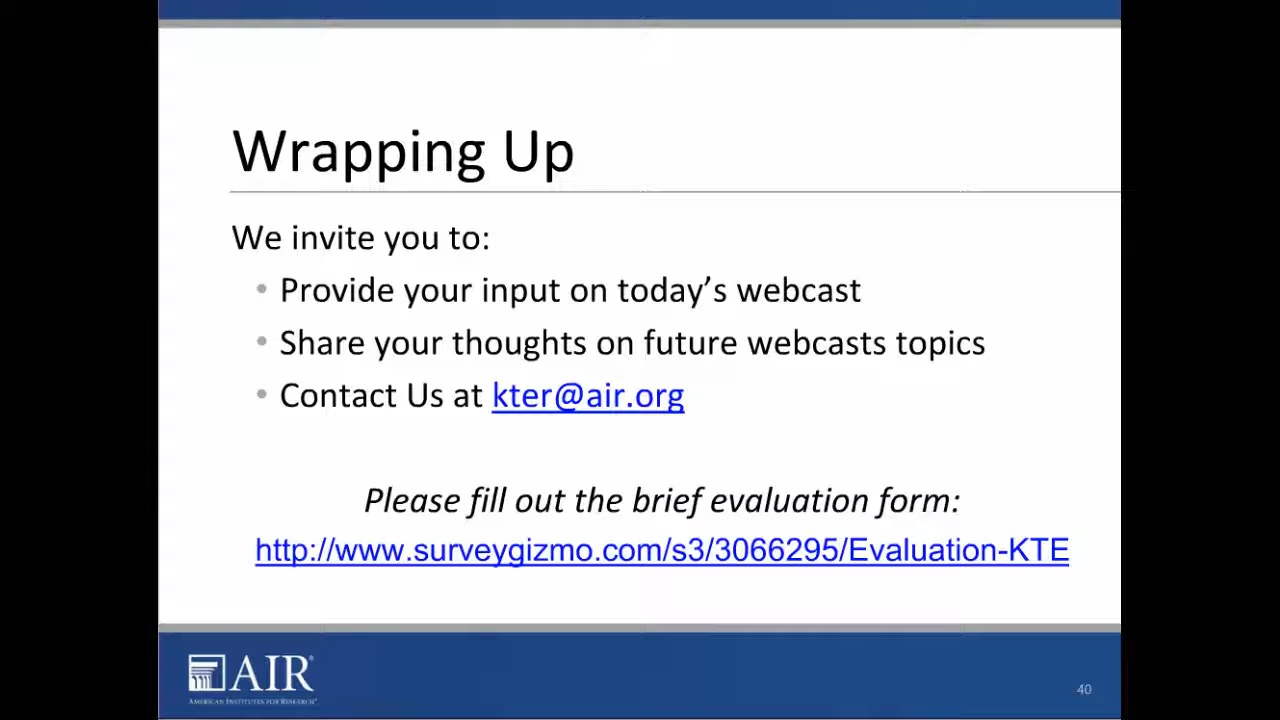 Wrapping Up
We invite you to:
• Provide your input on today’s webcast
• Share your thoughts on future webcasts topics
• Contact Us at kter@air.org
Please fill out the brief evaluation form:
http://www.surveygizmo.com/s3/3066295/Evaluation-KTE
AIR®
AMERICAN INSTITUTES FOR RESEARCH®
40